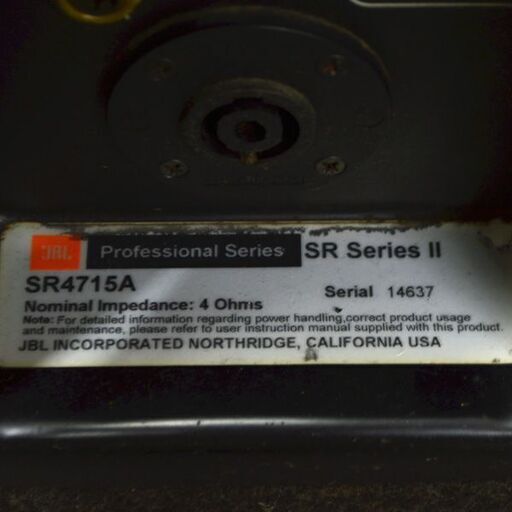 JBL Professional Series SR Series II
SR4715A
Serial 14637
Nominal Impedance: 4 Ohms
Note: For detailed information regarding power handling,correct product usage
and maintenance, please refer to user instruction manual supplied with this product.
JBL INCORPORATED NORTHRIDGE, CALIFORNIA USA